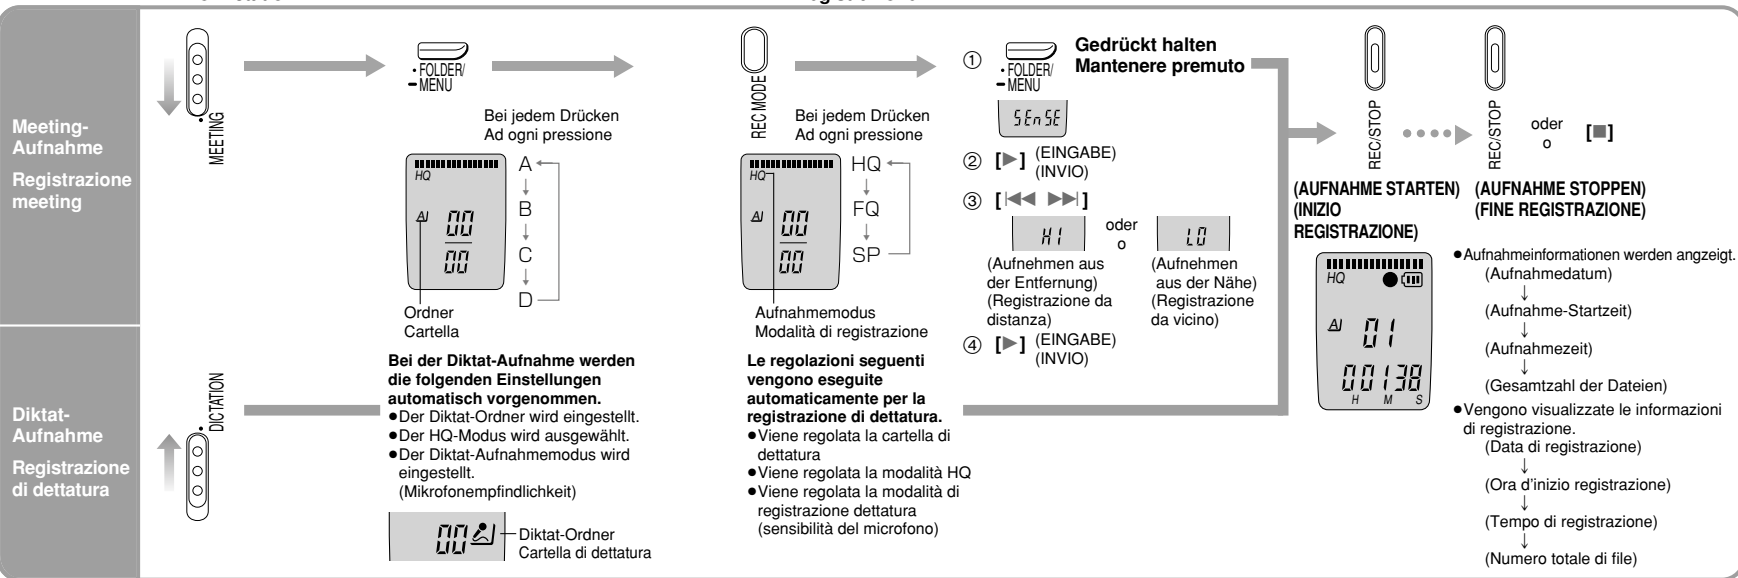 Meeting-
Aufnahme
Registrazione
meeting
MEETING
• FOLDER/
– MENU
Bei jedem Drücken
Ad ogni pressione
HQ
A
B
C
D
A
00
00
Ordner
Cartella
REC MODE
Bei jedem Drücken
Ad ogni pressione
HQ
HQ
FQ
SP
A
00
00
Aufnahmemodus
Modalità di registrazione
①
• FOLDER/
– MENU
Gedrückt halten
Mantenere premuto
SEnSE
② [▶] (EINGABE)
(INVIO)
③ [|◀◀ ▶▶|]
HI
oder
o
LO
(Aufnehmen aus
der Entfernung)
(Registrazione da
distanza)
(Aufnehmen
aus der Nähe)
(Registrazione
da vicino)
④ [▶] (EINGABE)
(INVIO)
REC/STOP
REC/STOP
oder
o
[■]
(AUFNAHME STARTEN)
(INIZIO
REGISTRAZIONE)
(AUFNAHME STOPPEN)
(FINE REGISTRAZIONE)
HQ
A
01
00138
H M S
●Aufnahmeinformationen werden angzeigt.
(Aufnahmedatum)
↓
(Aufnahme-Startzeit)
↓
(Aufnahmezeit)
↓
(Gesamtzahl der Dateien)
●Vengono visualizzate le informazioni
di registrazione.
(Data di registrazione)
↓
(Ora d'inizio registrazione)
↓
(Tempo di registrazione)
↓
(Numero totale di file)
Diktat-
Aufnahme
Registrazione
di dettatura
DICTATION
Bei der Diktat-Aufnahme werden
die folgenden Einstellungen
automatisch vorgenommen.
●Der Diktat-Ordner wird eingestellt.
●Der HQ-Modus wird ausgewählt.
●Der Diktat-Aufnahmemodus wird
eingestellt.
(Mikrofonempfindlichkeit)
00
Diktat-Ordner
Cartella di dettatura
Le regolazioni seguenti
vengono eseguite
automaticamente per la
registrazione di dettatura.
●Viene regolata la cartella di
dettatura
●Viene regolata la modalità HQ
●Viene regolata la modalità di
registrazione dettatura
(sensibilità del microfono)